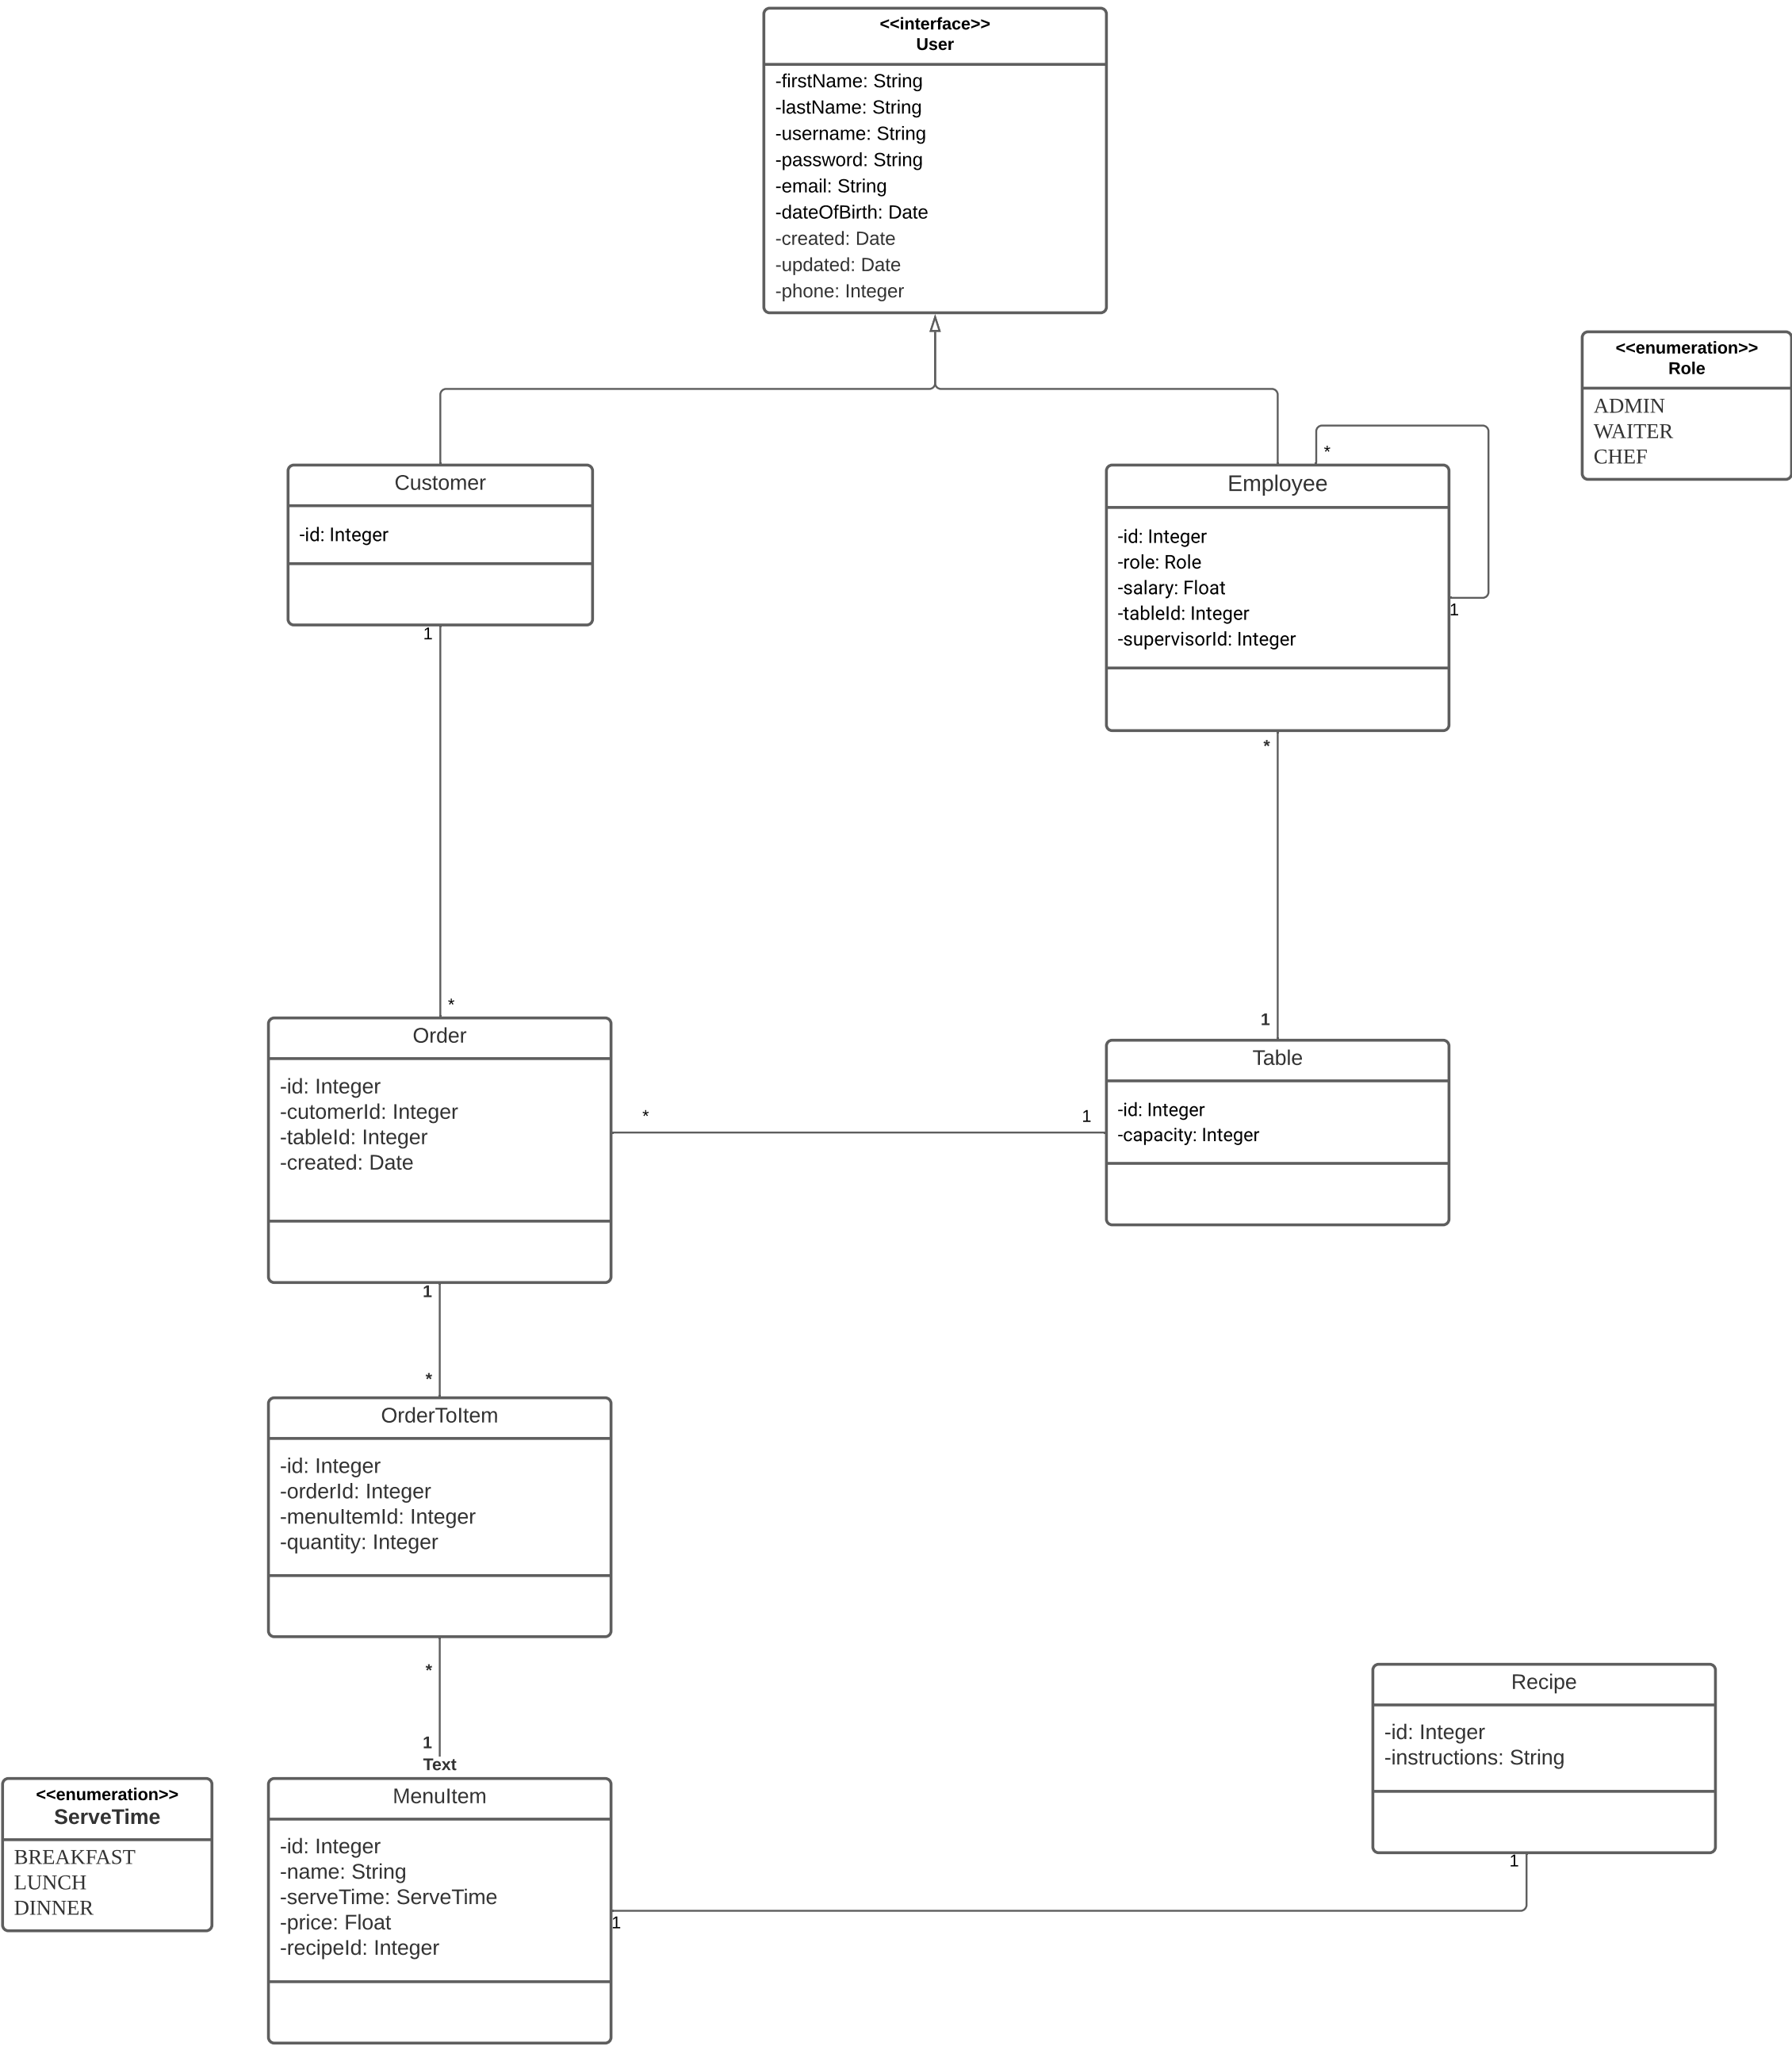 <<interface>>
User
-firstName: String
-lastName: String
-username: String
-password: String
-email: String
-dateOfBirth: Date
-created: Date
-updated: Date
-phone: Integer
<<enumeration>>
Role
ADMIN
WAITER
CHEF
Customer
-id: Integer
1
*
Employee
-id: Integer
-role: Role
-salary: Float
-tableId: Integer
-supervisorId: Integer
1
*
*
1
Order
-id: Integer
-cutomerId: Integer
-tableId: Integer
-created: Date
*
1
Table
-id: Integer
-capacity: Integer
1
*
OrderToItem
-id: Integer
-orderId: Integer
-menuItemId: Integer
-quantity: Integer
*
1
Text
Recipe
-id: Integer
-instructions: String
1
<<enumeration>>
ServeTime
BREAKFAST
LUNCH
DINNER
MenuItem
-id: Integer
-name: String
-serveTime: ServeTime
-price: Float
-recipeId: Integer
1